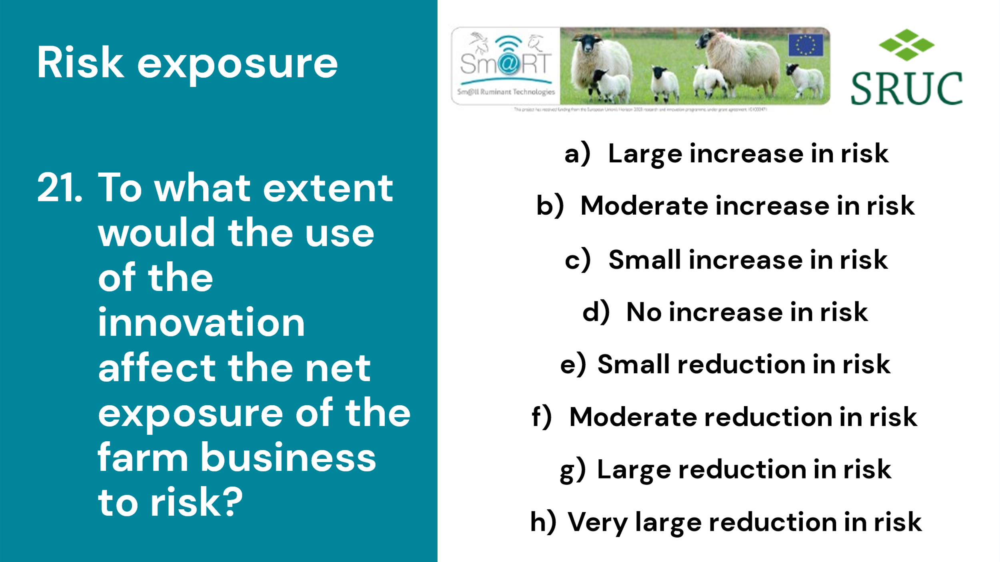 Risk exposure
21. To what extent
would the use
of the
innovation
affect the net
exposure of the
farm business
to risk?
Sm@RT
Sm@ll Ruminant Technologies
This project has received funding from the European Union's Horizon 2020 research and innovation programme under grant agreement
SRUC
a) Large increase in risk
b) Moderate increase in risk
c) Small increase in risk
d) No increase in risk
e) Small reduction in risk
f) Moderate reduction in risk
g) Large reduction in risk
h) Very large reduction in risk